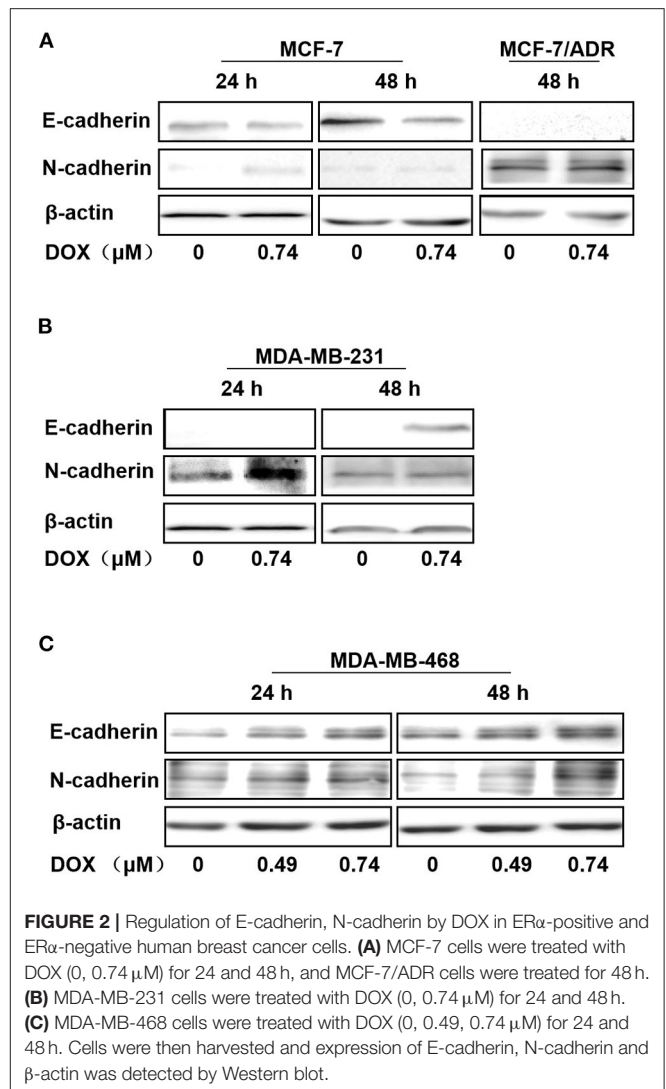 A
MCF-7 MCF-7/ADR
24 h 48 h 48 h
E-cadherin
N-cadherin
β-actin
DOX (μM) 0 0.74 0 0.74 0 0.74
B
MDA-MB-231
24 h 48 h
E-cadherin
N-cadherin
β-actin
DOX (μM) 0 0.74 0 0.74
C
MDA-MB-468
24 h 48 h
E-cadherin
N-cadherin
β-actin
DOX (μM) 0 0.49 0.74 0 0.49 0.74
FIGURE 2 | Regulation of E-cadherin, N-cadherin by DOX in ERα-positive and
ERα-negative human breast cancer cells. (A) MCF-7 cells were treated with
DOX (0, 0.74 μM) for 24 and 48 h, and MCF-7/ADR cells were treated for 48 h.
(B) MDA-MB-231 cells were treated with DOX (0, 0.74 μM) for 24 and 48 h.
(C) MDA-MB-468 cells were treated with DOX (0, 0.49, 0.74 μM) for 24 and
48 h. Cells were then harvested and expression of E-cadherin, N-cadherin and
β-actin was detected by Western blot.